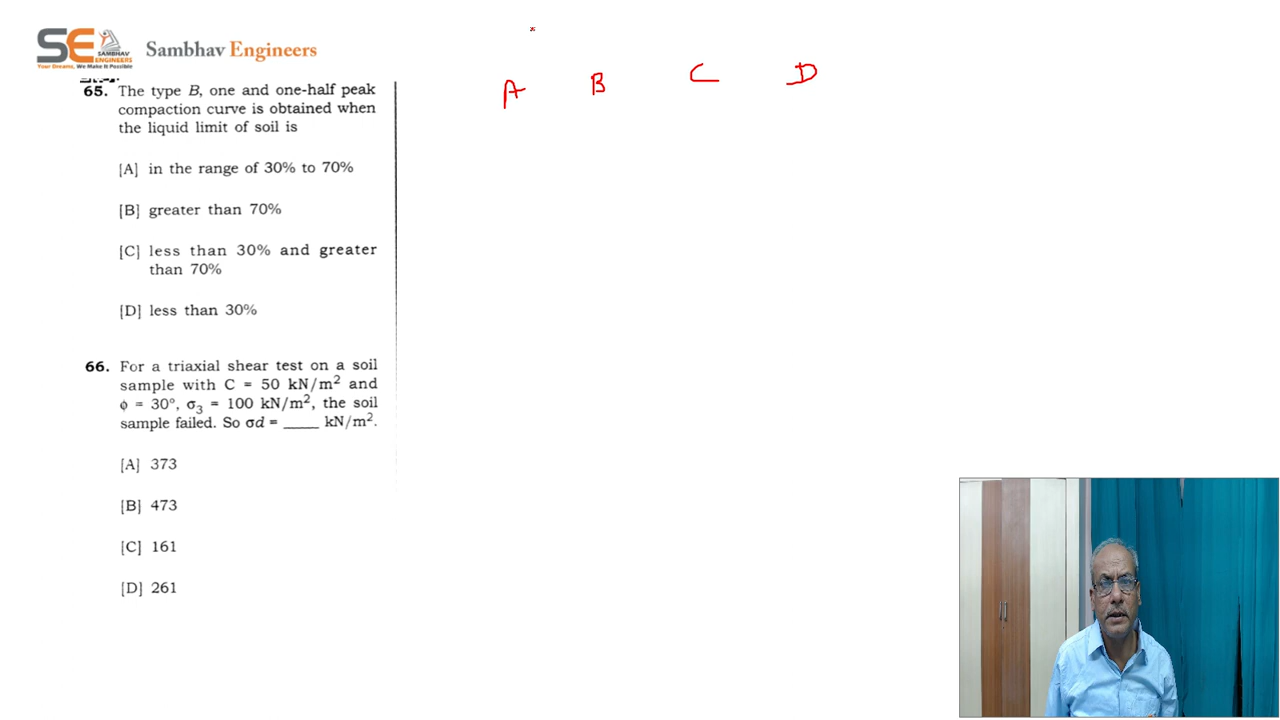 SE
SAMBHAV
ENGINEERS
Your Dreams, We Make It Possible
Sambhav Engineers
A B C D
65. The type B, one and one-half peak
compaction curve is obtained when
the liquid limit of soil is
[A] in the range of 30% to 70%
[B] greater than 70%
[C] less than 30% and greater
than 70%
[D] less than 30%
66. For a triaxial shear test on a soil
sample with C = 50 kN/m² and
ϕ = 30°, σ₃ = 100 kN/m², the soil
sample failed. So σd = ____ kN/m².
[A] 373
[B] 473
[C] 161
[D] 261